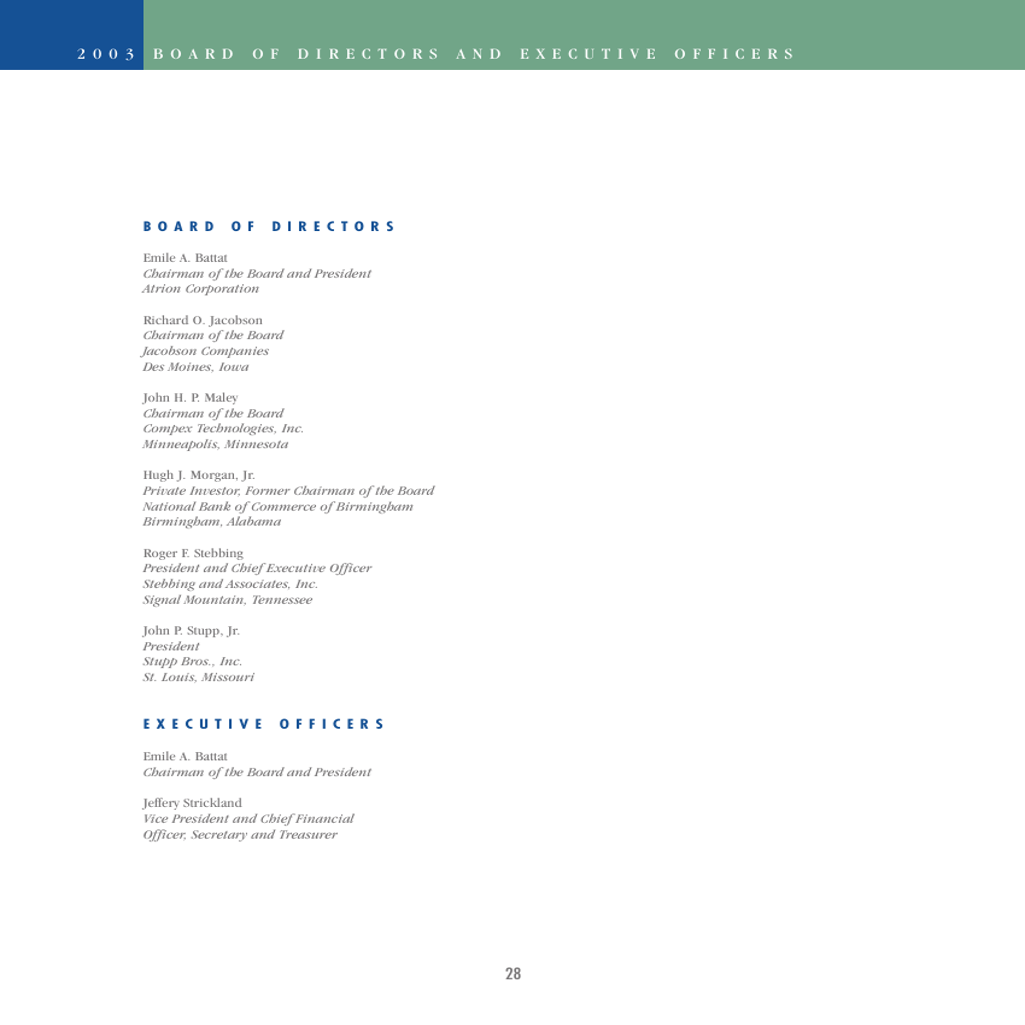 2003 BOARD OF DIRECTORS AND EXECUTIVE OFFICERS
BOARD OF DIRECTORS
Emile A. Battat
Chairman of the Board and President
Atrion Corporation
Richard O. Jacobson
Chairman of the Board
Jacobson Companies
Des Moines, Iowa
John H. P. Maley
Chairman of the Board
Compex Technologies, Inc.
Minneapolis, Minnesota
Hugh J. Morgan, Jr.
Private Investor, Former Chairman of the Board
National Bank of Commerce of Birmingham
Birmingham, Alabama
Roger F. Stebbing
President and Chief Executive Officer
Stebbing and Associates, Inc.
Signal Mountain, Tennessee
John P. Stupp, Jr.
President
Stupp Bros., Inc.
St. Louis, Missouri
EXECUTIVE OFFICERS
Emile A. Battat
Chairman of the Board and President
Jeffery Strickland
Vice President and Chief Financial
Officer, Secretary and Treasurer
28